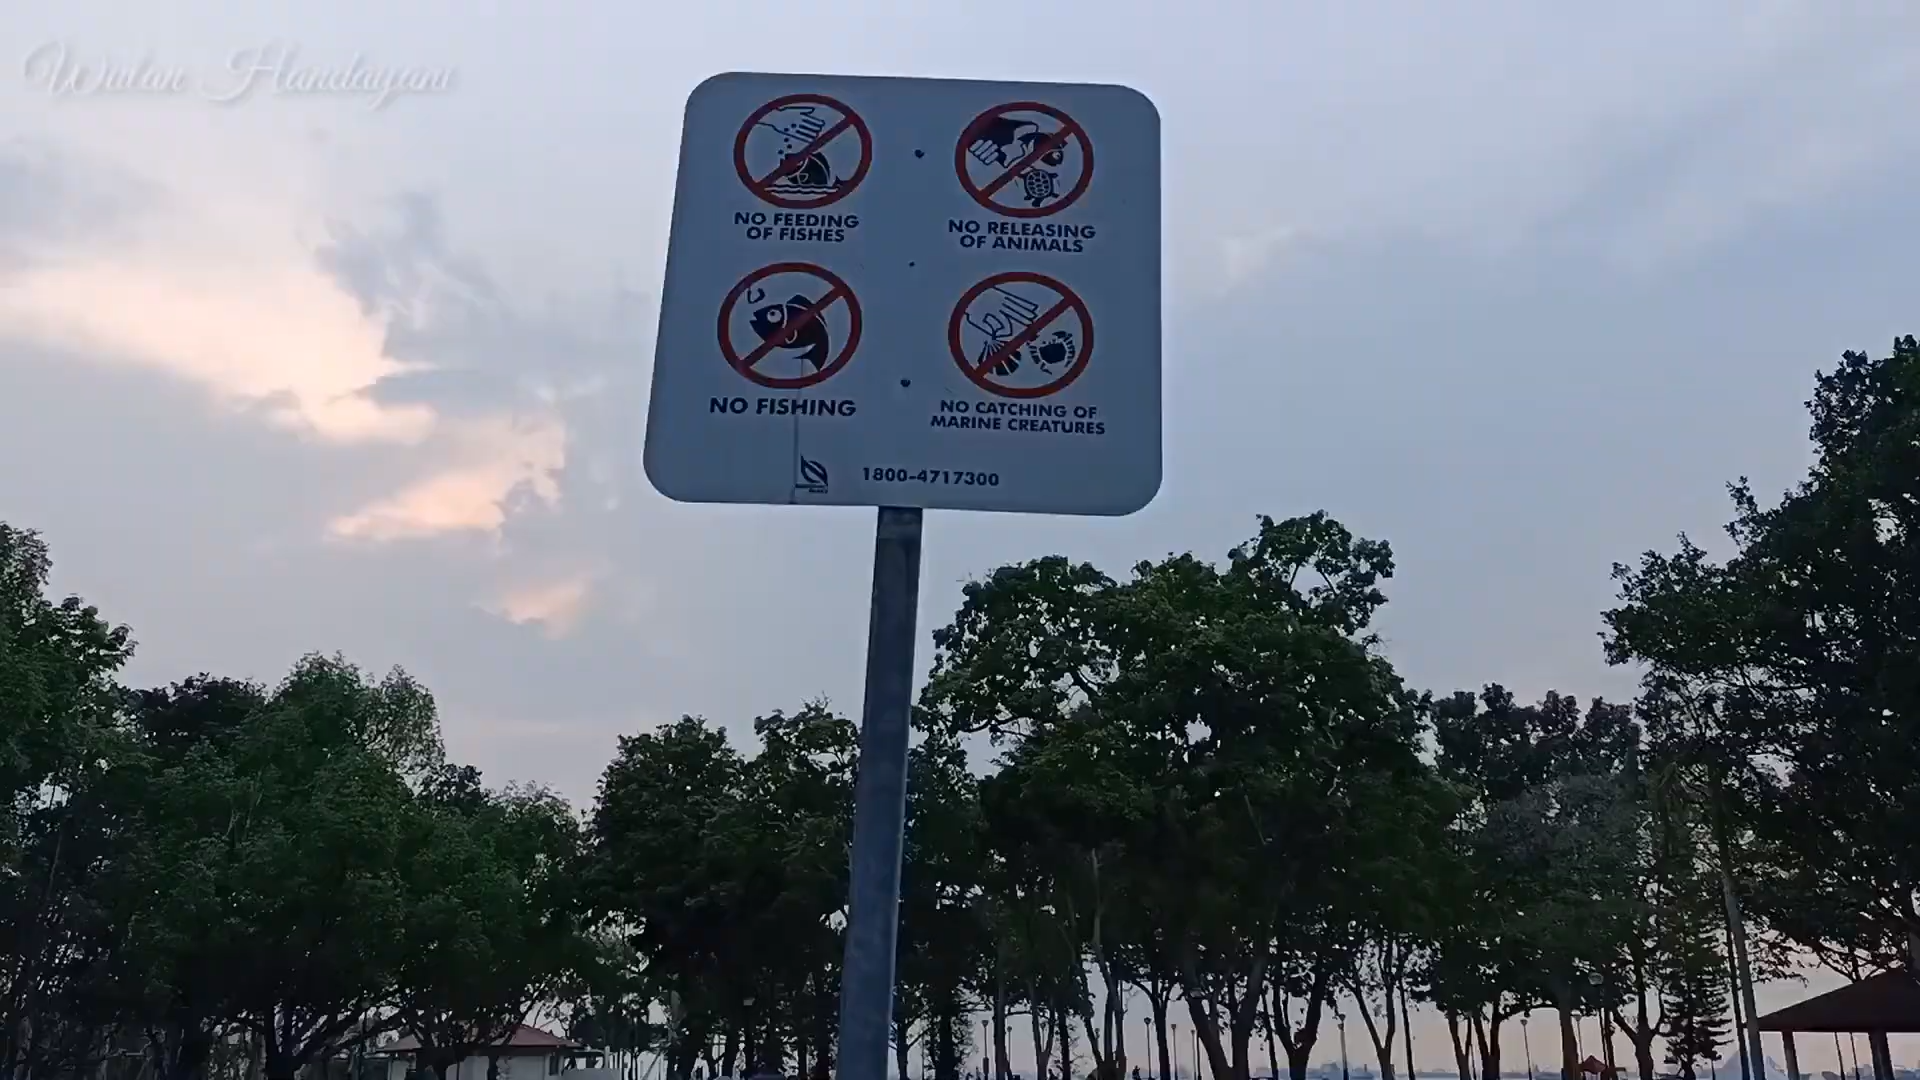 Wulan Handayani
NO FEEDING
OF FISHES
NO RELEASING
OF ANIMALS
NO FISHING
NO CATCHING OF
MARINE CREATURES
1800-4717300